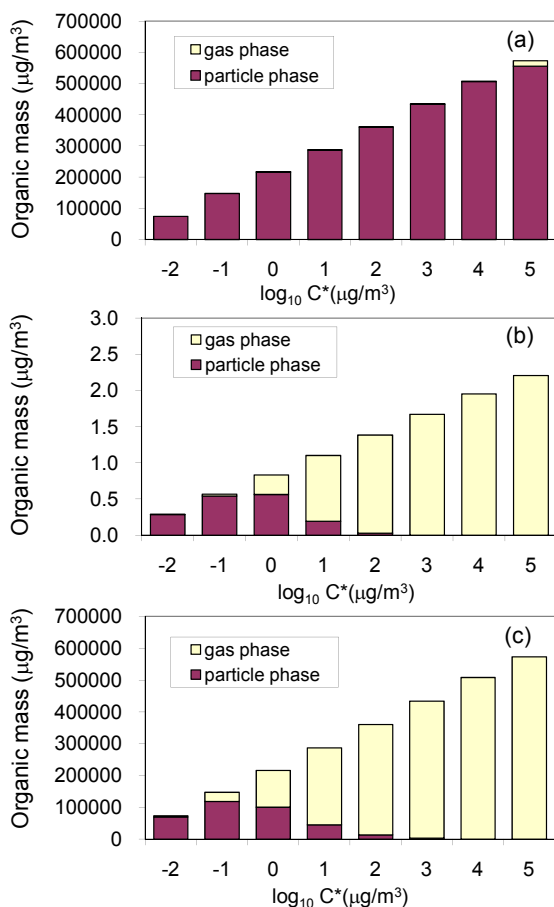 (a)
gas phase
particle phase
Organic mass (μg/m³)
700000
600000
500000
400000
300000
200000
100000
0
-2 -1 0 1 2 3 4 5
log₁₀ C*(μg/m³)
(b)
gas phase
particle phase
Organic mass (μg/m³)
3.0
2.5
2.0
1.5
1.0
0.5
0.0
-2 -1 0 1 2 3 4 5
log₁₀ C*(μg/m³)
(c)
gas phase
particle phase
Organic mass (μg/m³)
700000
600000
500000
400000
300000
200000
100000
0
-2 -1 0 1 2 3 4 5
log₁₀ C*(μg/m³)